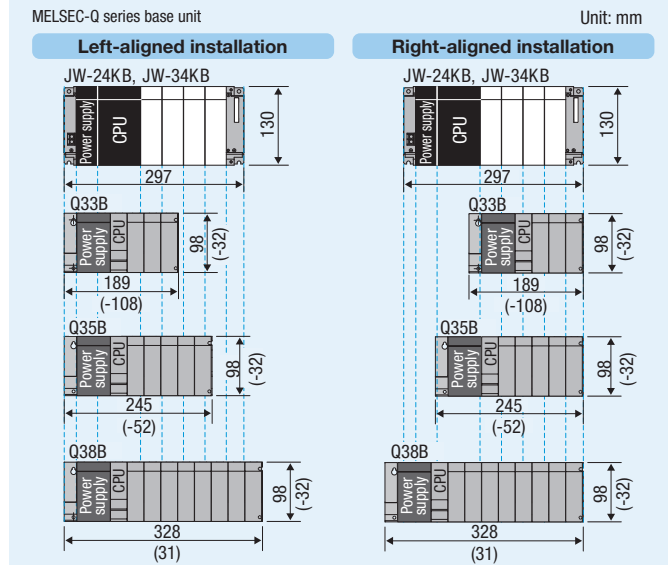 MELSEC-Q series base unit
Unit: mm
Left-aligned installation
JW-24KB, JW-34KB
Power supply
CPU
130
297
Q33B
Power supply
CPU
98
(-32)
189
(-108)
Q35B
Power supply
CPU
98
(-32)
245
(-52)
Q38B
Power supply
CPU
98
(-32)
328
(31)
Right-aligned installation
JW-24KB, JW-34KB
Power supply
CPU
130
297
Q33B
Power supply
CPU
98
(-32)
189
(-108)
Q35B
Power supply
CPU
98
(-32)
245
(-52)
Q38B
Power supply
CPU
98
(-32)
328
(31)